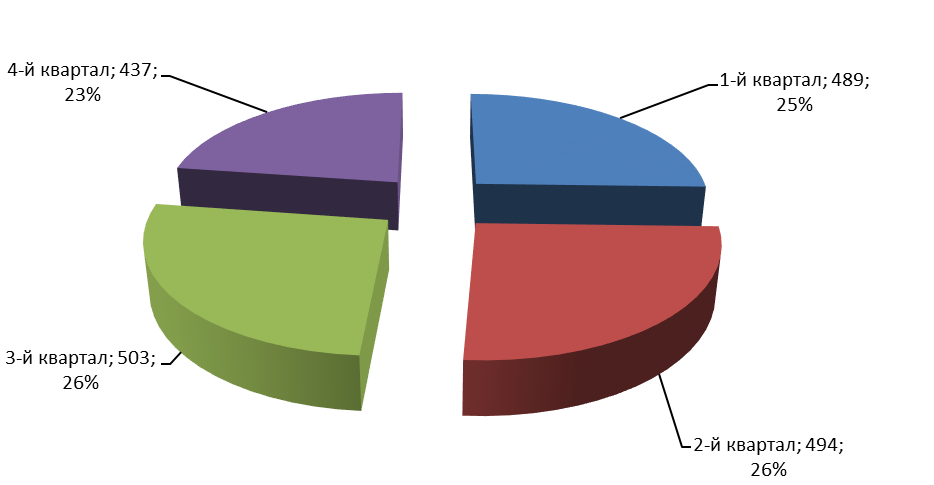 4-й квартал; 437;
23%
1-й квартал; 489;
25%
3-й квартал; 503;
26%
2-й квартал; 494;
26%